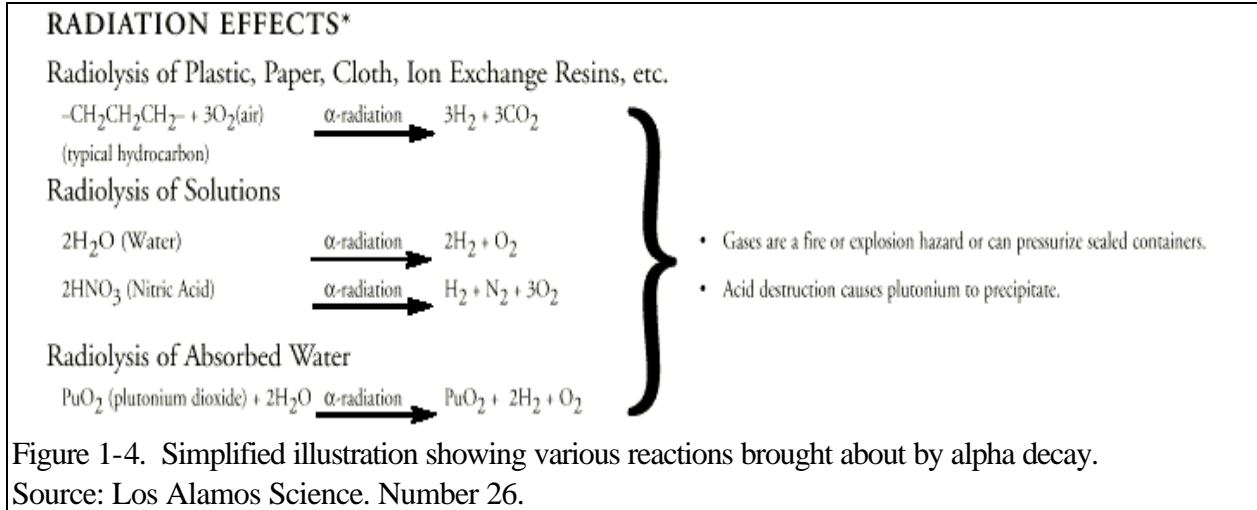 RADIATION EFFECTS*
Radiolysis of Plastic, Paper, Cloth, Ion Exchange Resins, etc.
–CH₂CH₂CH₂– + 3O₂(air) α-radiation 3H₂ + 3CO₂
(typical hydrocarbon)
Radiolysis of Solutions
2H₂O (Water) α-radiation 2H₂ + O₂
• Gases are a fire or explosion hazard or can pressurize sealed containers.
2HNO₃ (Nitric Acid) α-radiation H₂ + N₂ + 3O₂
• Acid destruction causes plutonium to precipitate.
Radiolysis of Absorbed Water
PuO₂ (plutonium dioxide) + 2H₂O α-radiation PuO₂ + 2H₂ + O₂
Figure 1-4. Simplified illustration showing various reactions brought about by alpha decay.
Source: Los Alamos Science. Number 26.